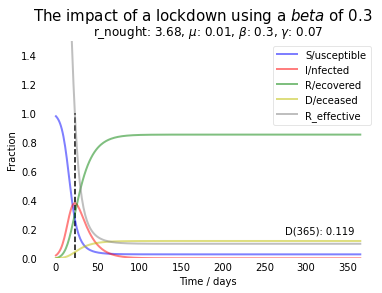 The impact of a lockdown using a beta of 0.3
r_nought: 3.68, μ: 0.01, β: 0.3, γ: 0.07
S/usceptible
I/nfected
R/ecovered
D/eceased
R_effective
Fraction
1.4
1.2
1.0
0.8
0.6
0.4
0.2
0.0
D(365): 0.119
0 50 100 150 200 250 300 350
Time / days